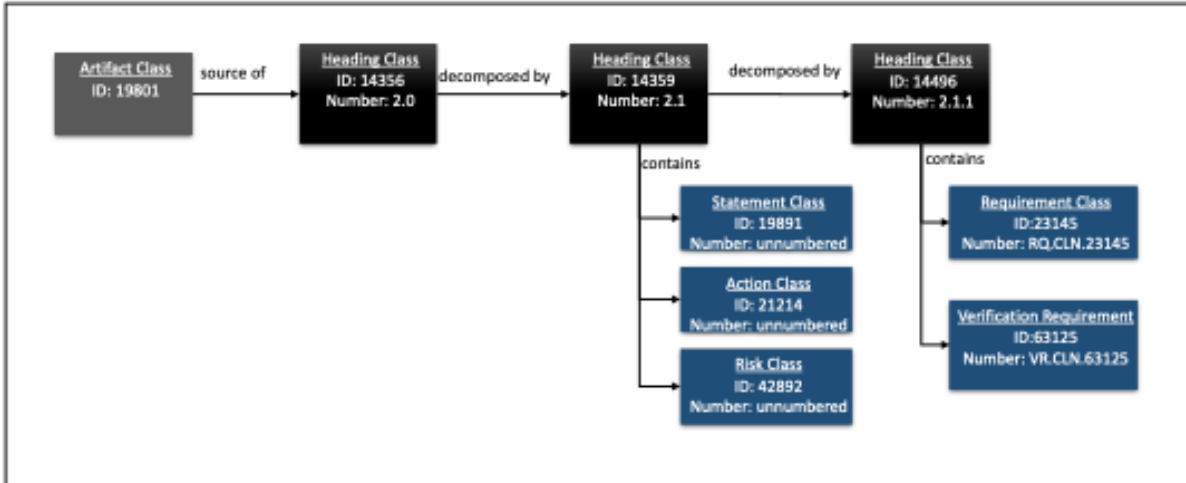 Artifact Class
ID: 19801
source of
Heading Class
ID: 14356
Number: 2.0
decomposed by
Heading Class
ID: 14359
Number: 2.1
decomposed by
Heading Class
ID: 14496
Number: 2.1.1
contains
Statement Class
ID: 19891
Number: unnumbered
Action Class
ID: 21214
Number: unnumbered
Risk Class
ID: 42892
Number: unnumbered
contains
Requirement Class
ID:23145
Number: RQ.CLN.23145
Verification Requirement
ID:63125
Number: VR.CLN.63125